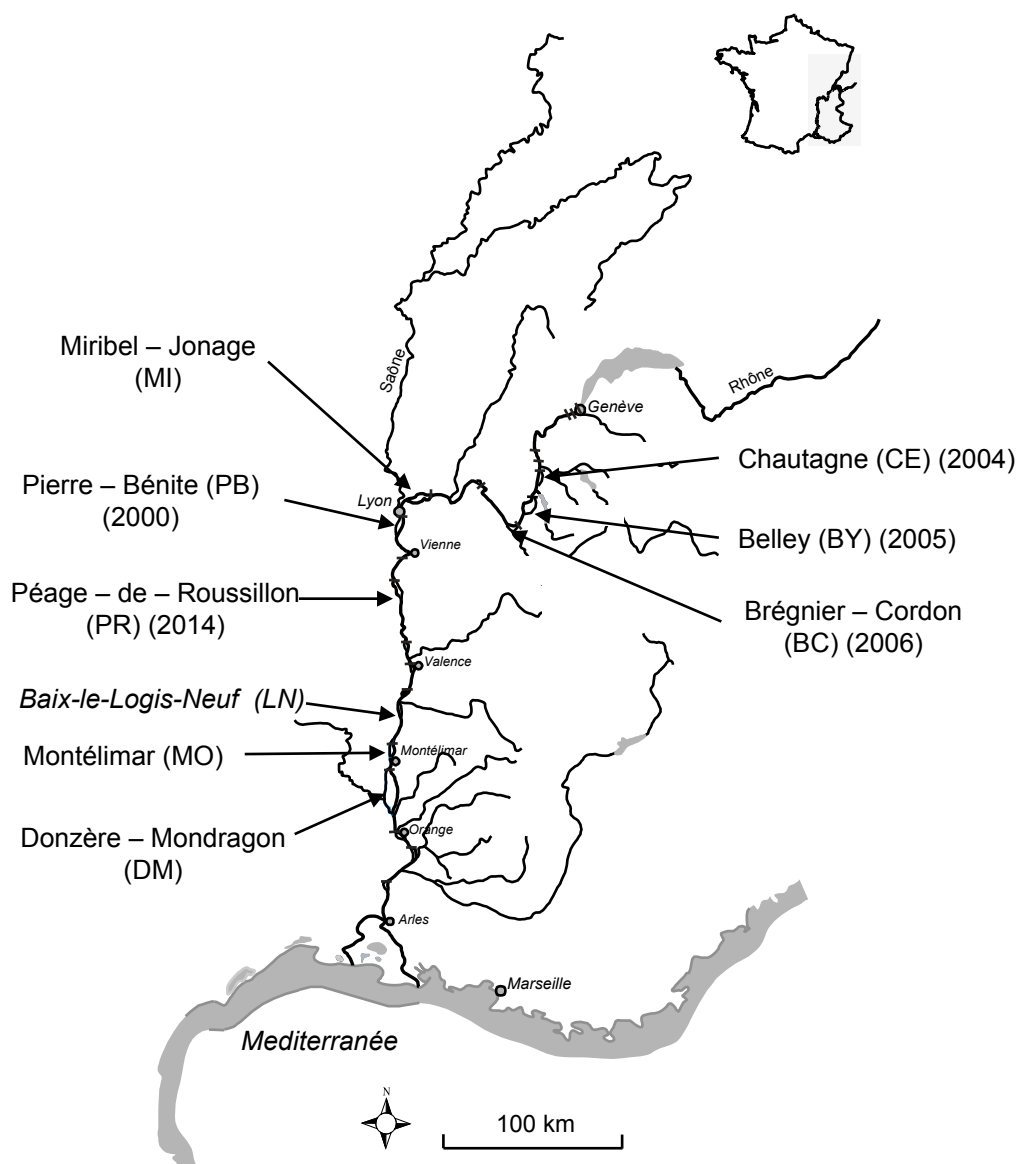 Miribel – Jonage
(MI)
Saône
Rhône
Genève
Chautagne (CE) (2004)
Pierre – Bénite (PB)
(2000)
Lyon
Belley (BY) (2005)
Vienne
Péage – de – Roussillon
(PR) (2014)
Brégnier – Cordon
(BC) (2006)
Valence
Baix-le-Logis-Neuf (LN)
Montélimar (MO)
Montélimar
Donzère – Mondragon
(DM)
Orange
Arles
Marseille
Mediterranée
N
100 km